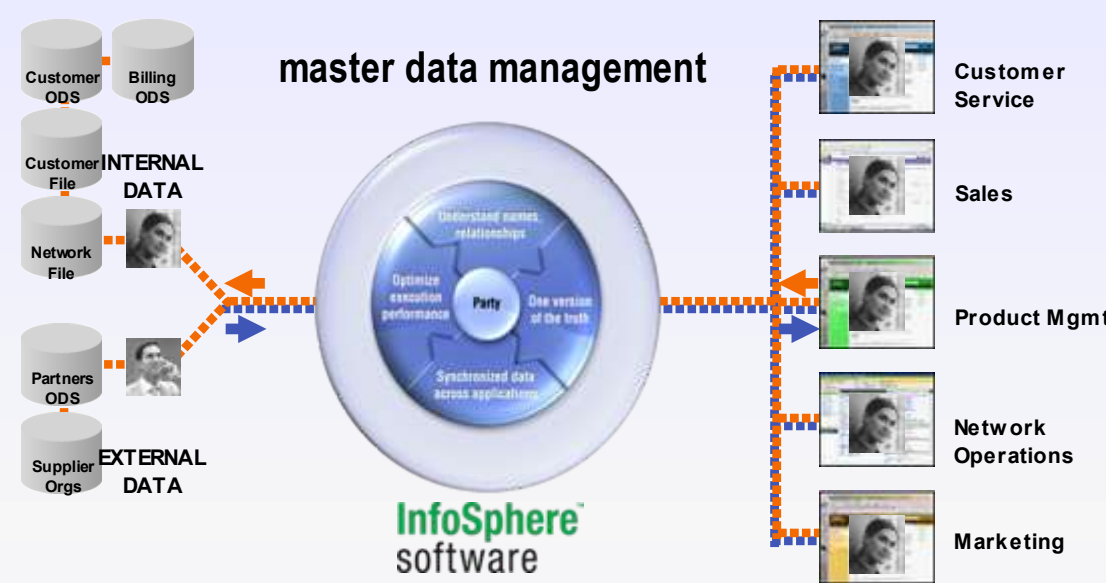 master data management
Customer
ODS
Billing
ODS
Customer
File
INTERNAL
DATA
Network
File
Partners
ODS
Supplier
Orgs
EXTERNAL
DATA
Understand names
relationships
Optimize
execution
performance
Party
One version
of the truth
Synchronized data
across applications
InfoSphere™
software
Customer
Service
Sales
Product Mgmt
Network
Operations
Marketing